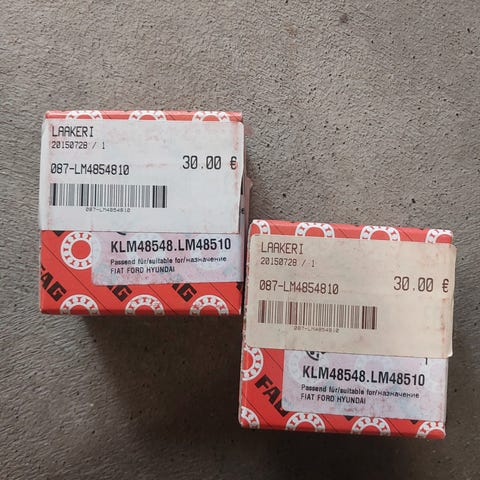 LAAKERI
20150728 / 1
087-LM4854810
30.00 €
087-LM4854810
KLM48548.LM48510
Passend für/suitable for/назначение
FIAT FORD HYUNDAI
FAG
FAG
LAAKERI
20150728 / 1
087-LM4854810
30.00 €
087-LM4854810
KLM48548.LM48510
Passend für/suitable for/назначение
FIAT FORD HYUNDAI
FAG